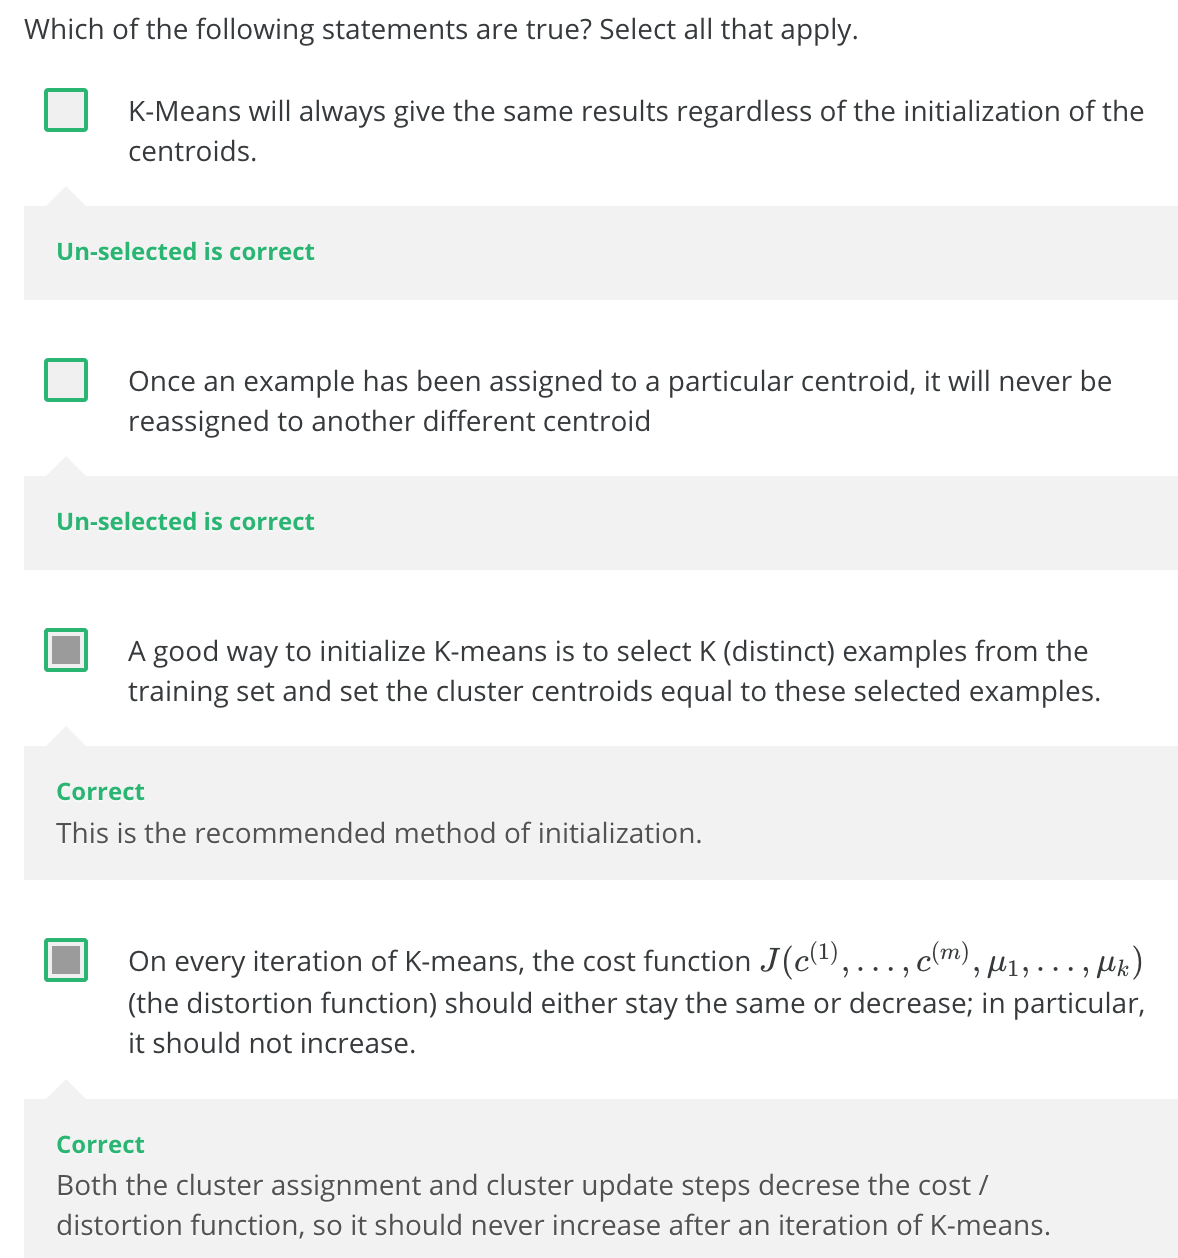 Which of the following statements are true? Select all that apply.
K-Means will always give the same results regardless of the initialization of the
centroids.
Un-selected is correct
Once an example has been assigned to a particular centroid, it will never be
reassigned to another different centroid
Un-selected is correct
A good way to initialize K-means is to select K (distinct) examples from the
training set and set the cluster centroids equal to these selected examples.
Correct
This is the recommended method of initialization.
On every iteration of K-means, the cost function J(c⁽¹⁾, . . . , c⁽ᵐ⁾, μ₁, . . . , μₖ)
(the distortion function) should either stay the same or decrease; in particular,
it should not increase.
Correct
Both the cluster assignment and cluster update steps decrese the cost /
distortion function, so it should never increase after an iteration of K-means.